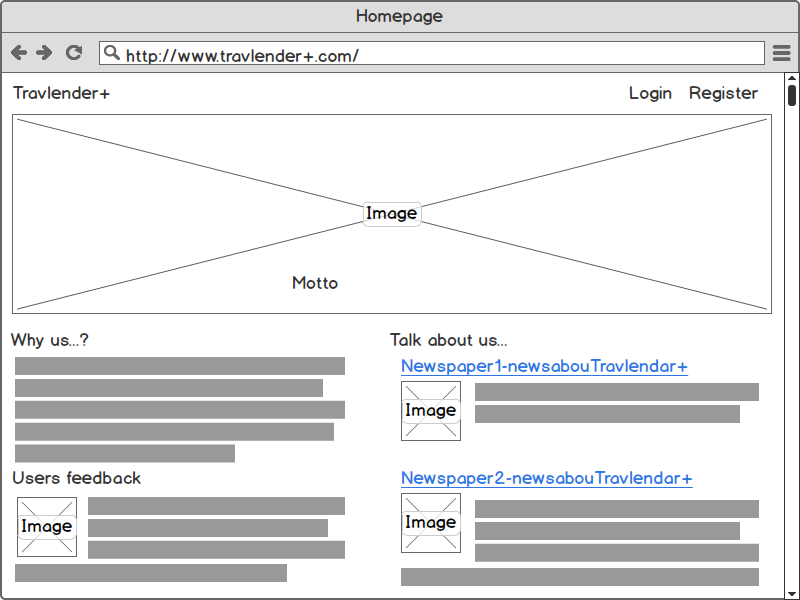 Homepage
http://www.travlender+.com/
Travlender+
Login Register
Image
Motto
Why us...?
Users feedback
Image
Talk about us...
Newspaper1-newsabouTravlendar+
Image
Newspaper2-newsabouTravlendar+
Image